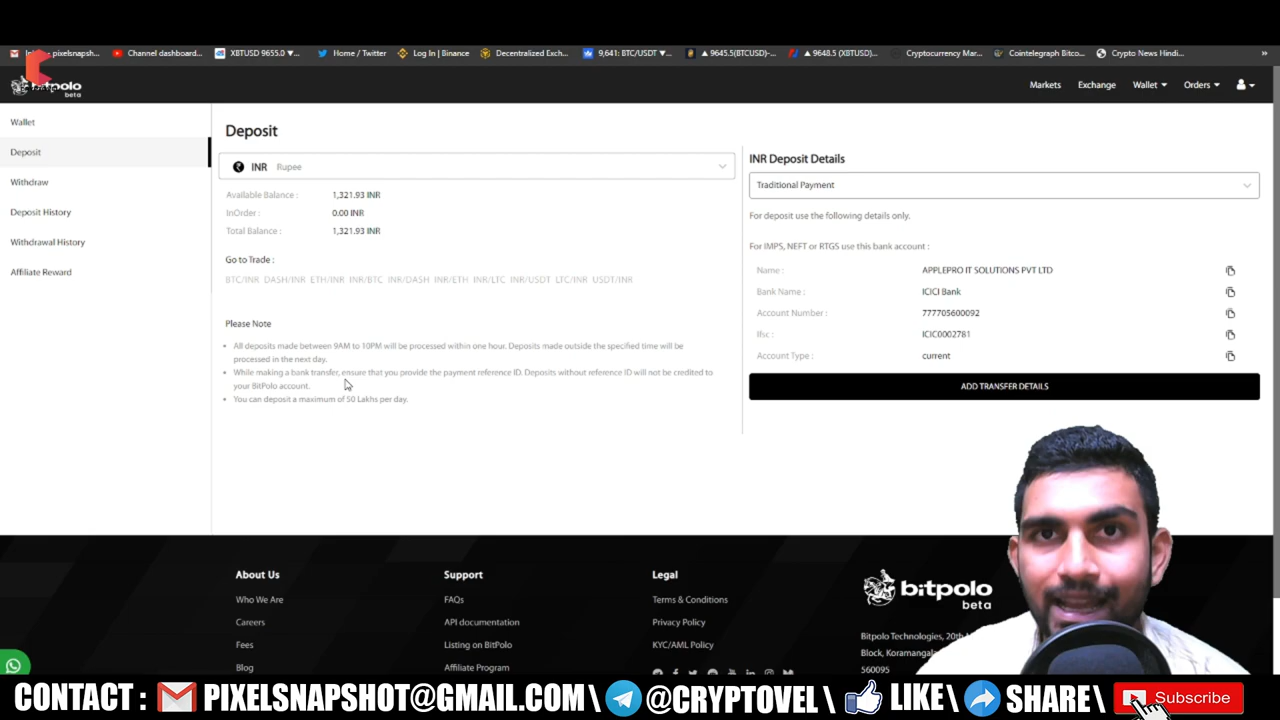 pixelsnapsh...
Channel dashboard...
XBTUSD 9655.0 ▼...
Home / Twitter
Log In | Binance
Decentralized Exch...
9,641: BTC/USDT ▼...
▲ 9645.5(BTCUSD)-...
▲ 9648.5 (XBTUSD)...
Cryptocurrency Mar...
Cointelegraph Bitco...
Crypto News Hindi...
»
beta
Markets
Exchange
Wallet
Orders
Wallet
Deposit
Withdraw
Deposit History
Withdrawal History
Affiliate Reward
Deposit
INR Rupee
Available Balance : 1,321.93 INR
InOrder : 0.00 INR
Total Balance : 1,321.93 INR
Go to Trade :
BTC/INR DASH/INR ETH/INR INR/BTC INR/DASH INR/ETH INR/LTC INR/USDT LTC/INR USDT/INR
Please Note
All deposits made between 9AM to 10PM will be processed within one hour. Deposits made outside the specified time will be
processed in the next day.
While making a bank transfer, ensure that you provide the payment reference ID. Deposits without reference ID will not be credited to
your BitPolo account.
You can deposit a maximum of 50 Lakhs per day.
INR Deposit Details
Traditional Payment
For deposit use the following details only.
For IMPS, NEFT or RTGS use this bank account :
Name : APPLEPRO IT SOLUTIONS PVT LTD
Bank Name : ICICI Bank
Account Number : 777705600092
Ifsc : ICIC0002781
Account Type : current
ADD TRANSFER DETAILS
About Us
Who We Are
Careers
Fees
Blog
Support
FAQs
API documentation
Listing on BitPolo
Affiliate Program
Legal
Terms & Conditions
Privacy Policy
KYC/AML Policy
bitpolo
beta
Bitpolo Technologies, 20th
Block, Koramangal
560095
CONTACT : PIXELSNAPSHOT@GMAIL.COM \ @CRYPTOVEL \ LIKE\ SHARE\ Subscribe